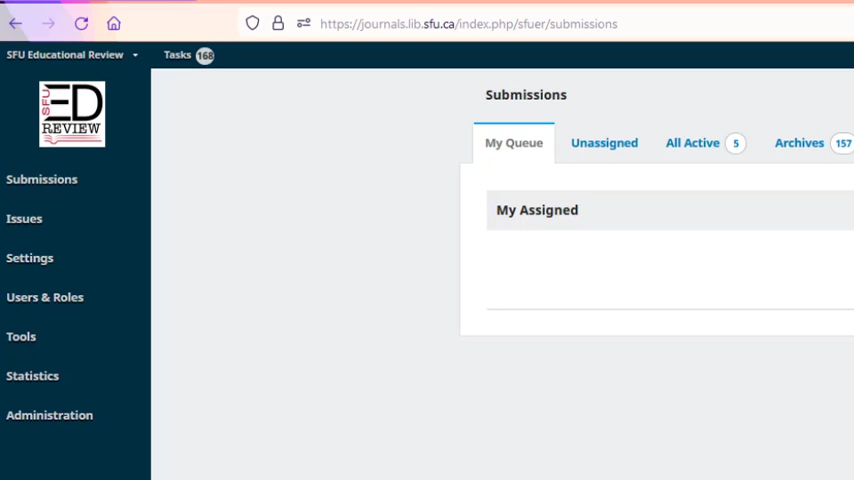 https://journals.lib.sfu.ca/index.php/sfuer/submissions
SFU Educational Review
Tasks 168
SFU
ED
REVIEW
Submissions
Issues
Settings
Users & Roles
Tools
Statistics
Administration
Submissions
My Queue Unassigned All Active 5 Archives 157
My Assigned